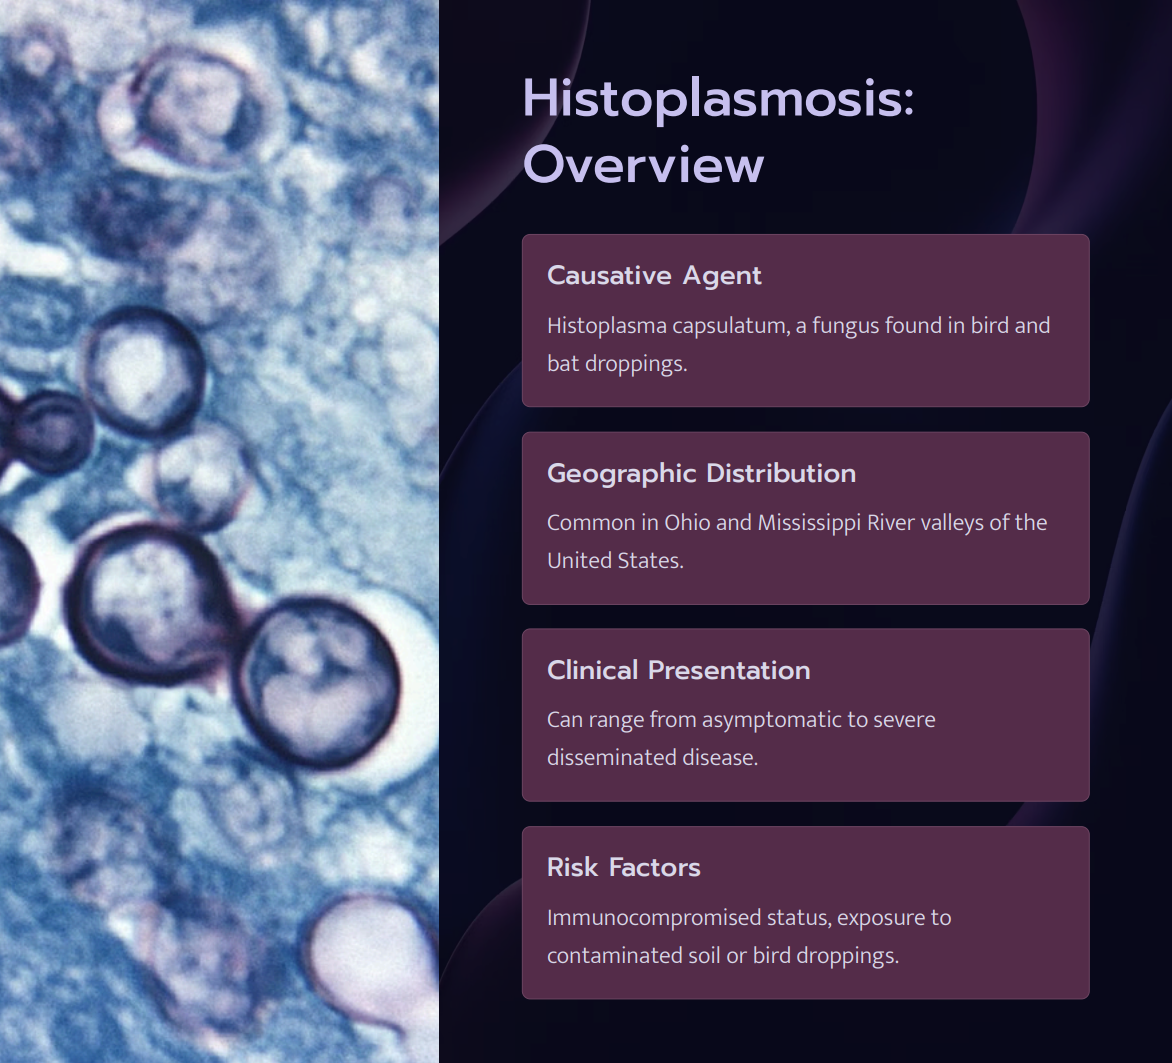 Histoplasmosis:
Overview
Causative Agent
Histoplasma capsulatum, a fungus found in bird and
bat droppings.
Geographic Distribution
Common in Ohio and Mississippi River valleys of the
United States.
Clinical Presentation
Can range from asymptomatic to severe
disseminated disease.
Risk Factors
Immunocompromised status, exposure to
contaminated soil or bird droppings.